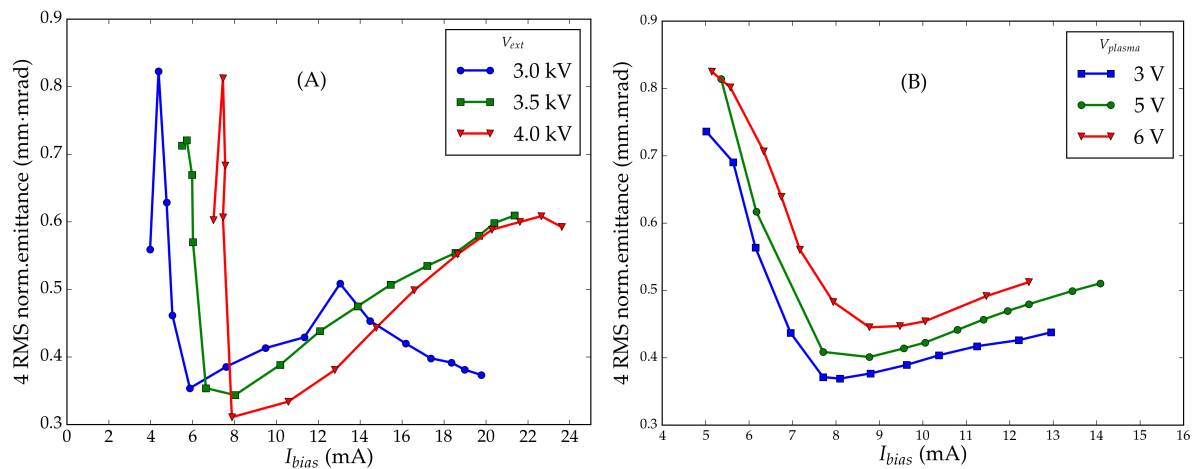 4 RMS norm.emittance (mm·mrad)
0.9
0.8
0.7
0.6
0.5
0.4
0.3
(A)
V_ext
3.0 kV
3.5 kV
4.0 kV
0 2 4 6 8 10 12 14 16 18 20 22 24
I_bias (mA)
4 RMS norm.emittance (mm.mrad)
0.9
0.8
0.7
0.6
0.5
0.4
0.3
(B)
V_plasma
3 V
5 V
6 V
4 5 6 7 8 9 10 11 12 13 14 15 16
I_bias (mA)